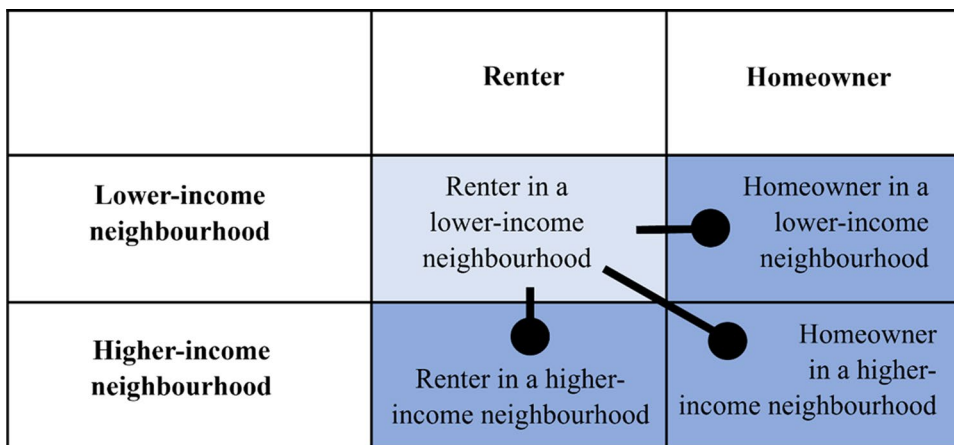 Renter
Homeowner
Lower-income
neighbourhood
Renter in a
lower-income
neighbourhood
Homeowner in a
lower-income
neighbourhood
Higher-income
neighbourhood
Renter in a higher-
income neighbourhood
Homeowner
in a higher-
income neighbourhood